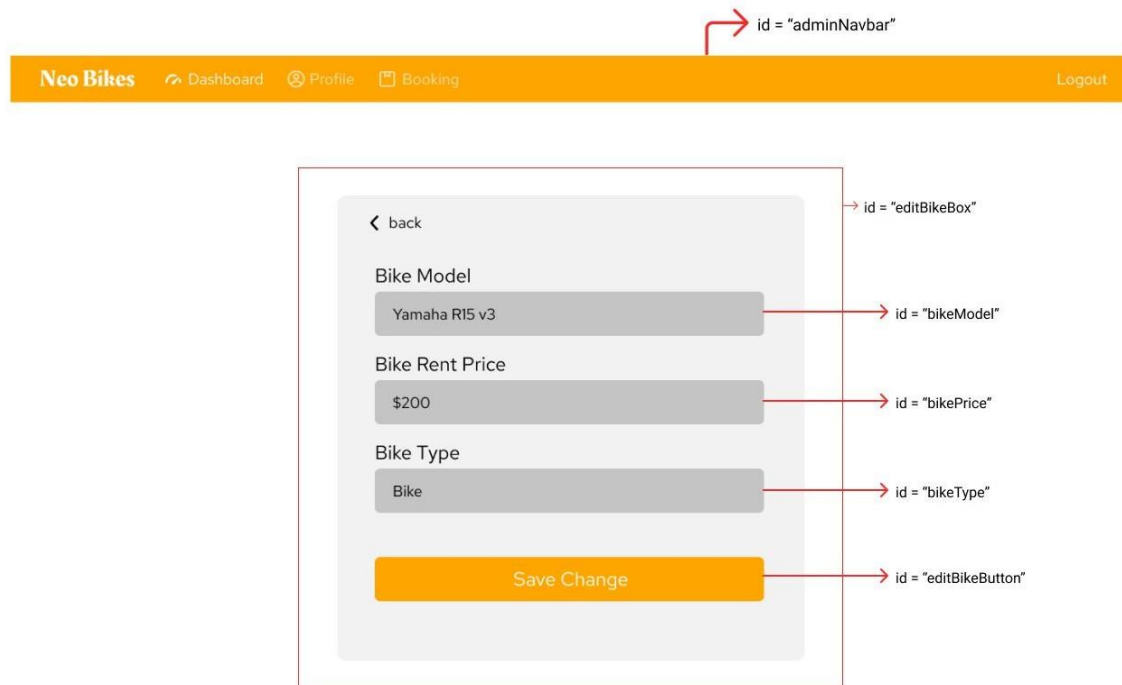 id = “adminNavbar”
Neo Bikes Dashboard Profile Booking Logout
back
id = “editBikeBox”
Bike Model
Yamaha R15 v3
id = “bikeModel”
Bike Rent Price
$200
id = “bikePrice”
Bike Type
Bike
id = “bikeType”
Save Change
id = “editBikeButton”